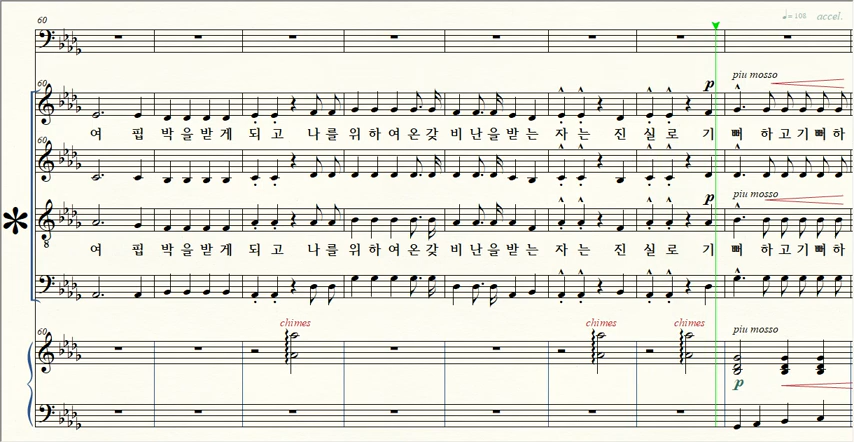 60
♩= 108 accel.
60
p piu mosso
여 핍 박 을 받 게 되 고 나 를 위 하 여 온 갖 비 난 을 받 는 자 는 진 실 로 기 뻐 하 고 기 뻐 하
p piu mosso
여 핍 박 을 받 게 되 고 나 를 위 하 여 온 갖 비 난 을 받 는 자 는 진 실 로 기 뻐 하 고 기 뻐 하
8
chimes chimes chimes
60
piu mosso
p